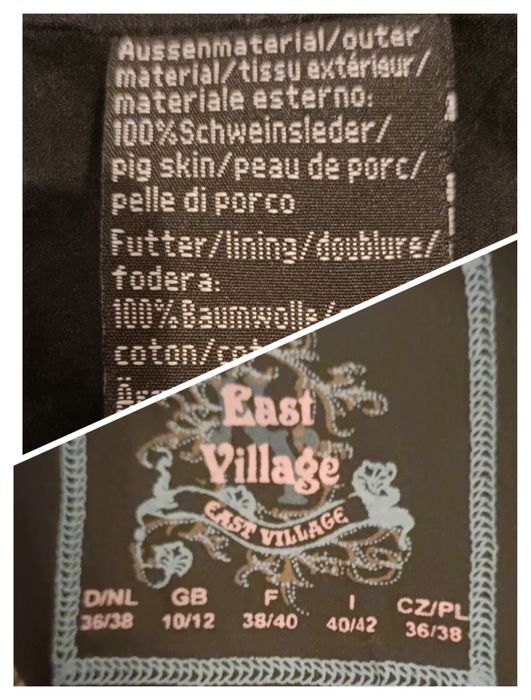 Aussenmaterial/outer
material/tissu extérieur/
materiale esterno:
100%Schweinsleder/
pig skin/peau de porc/
pelle di porco
Futter/lining/doublure/
fodera:
100%Baumwolle/
coton/
East
Village
EAST VILLAGE
D/NL GB F I CZ/PL
36/38 10/12 38/40 40/42 36/38